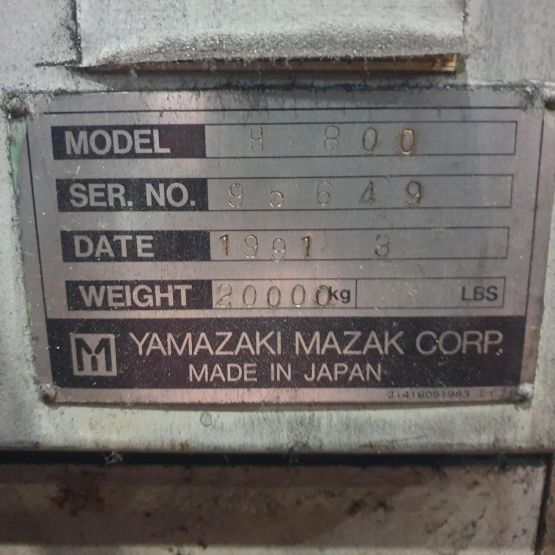 MODEL H 800
SER. NO. 95649
DATE 1991 3
WEIGHT 20000 kg LBS
YAMAZAKI MAZAK CORP.
MADE IN JAPAN